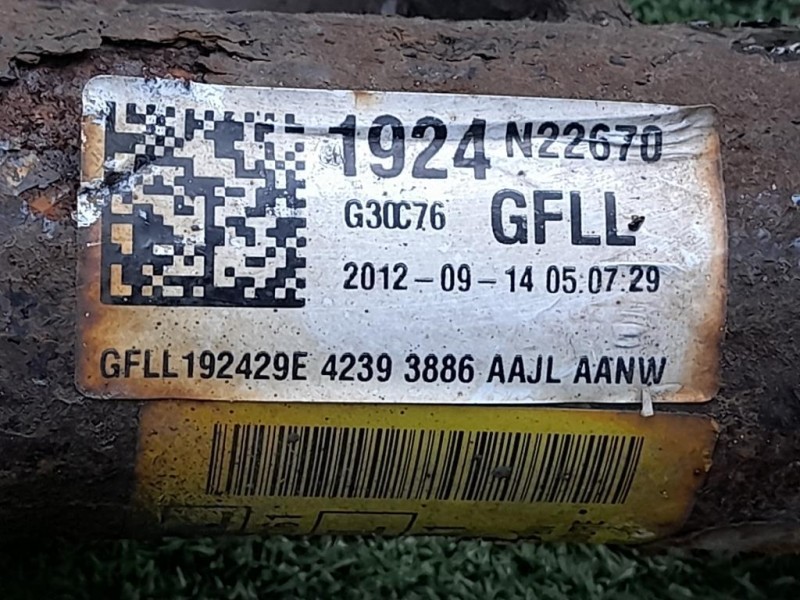 1924 N22670
G30C76 GFLL
2012-09-14 05:07:29
GFLL192429E 4239 3886 AAJL AANW